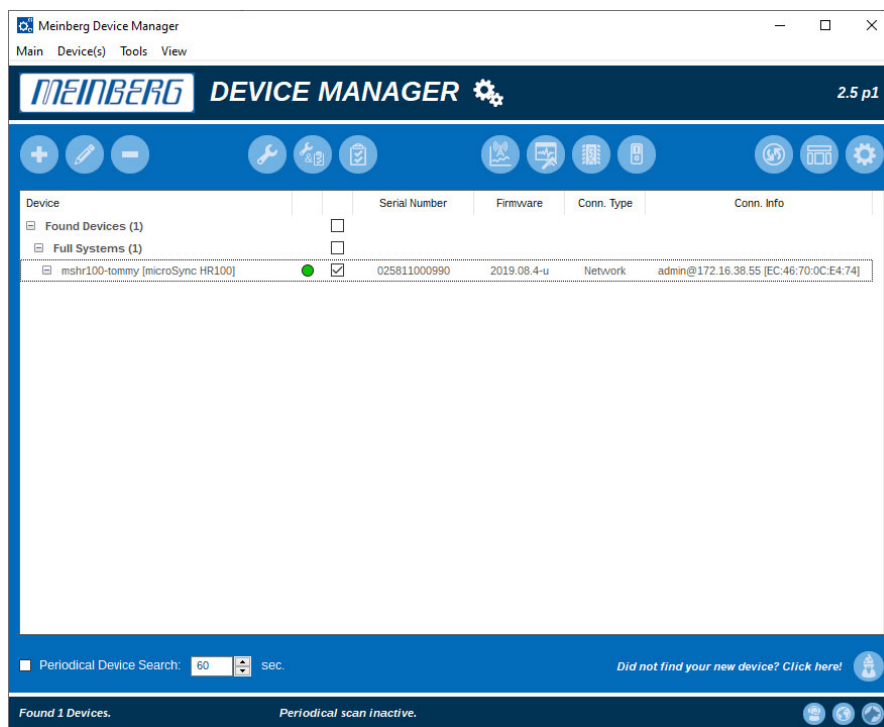 Meinberg Device Manager
Main Device(s) Tools View
MEINBERG DEVICE MANAGER 2.5 p1
Device Serial Number Firmware Conn. Type Conn. Info
Found Devices (1)
Full Systems (1)
mshr100-tommy [microSync HR100] 025811000990 2019.08.4-u Network admin@172.16.38.55 [EC:46:70:0C:E4:74]
Periodical Device Search: 60 sec. Did not find your new device? Click here!
Found 1 Devices. Periodical scan inactive.